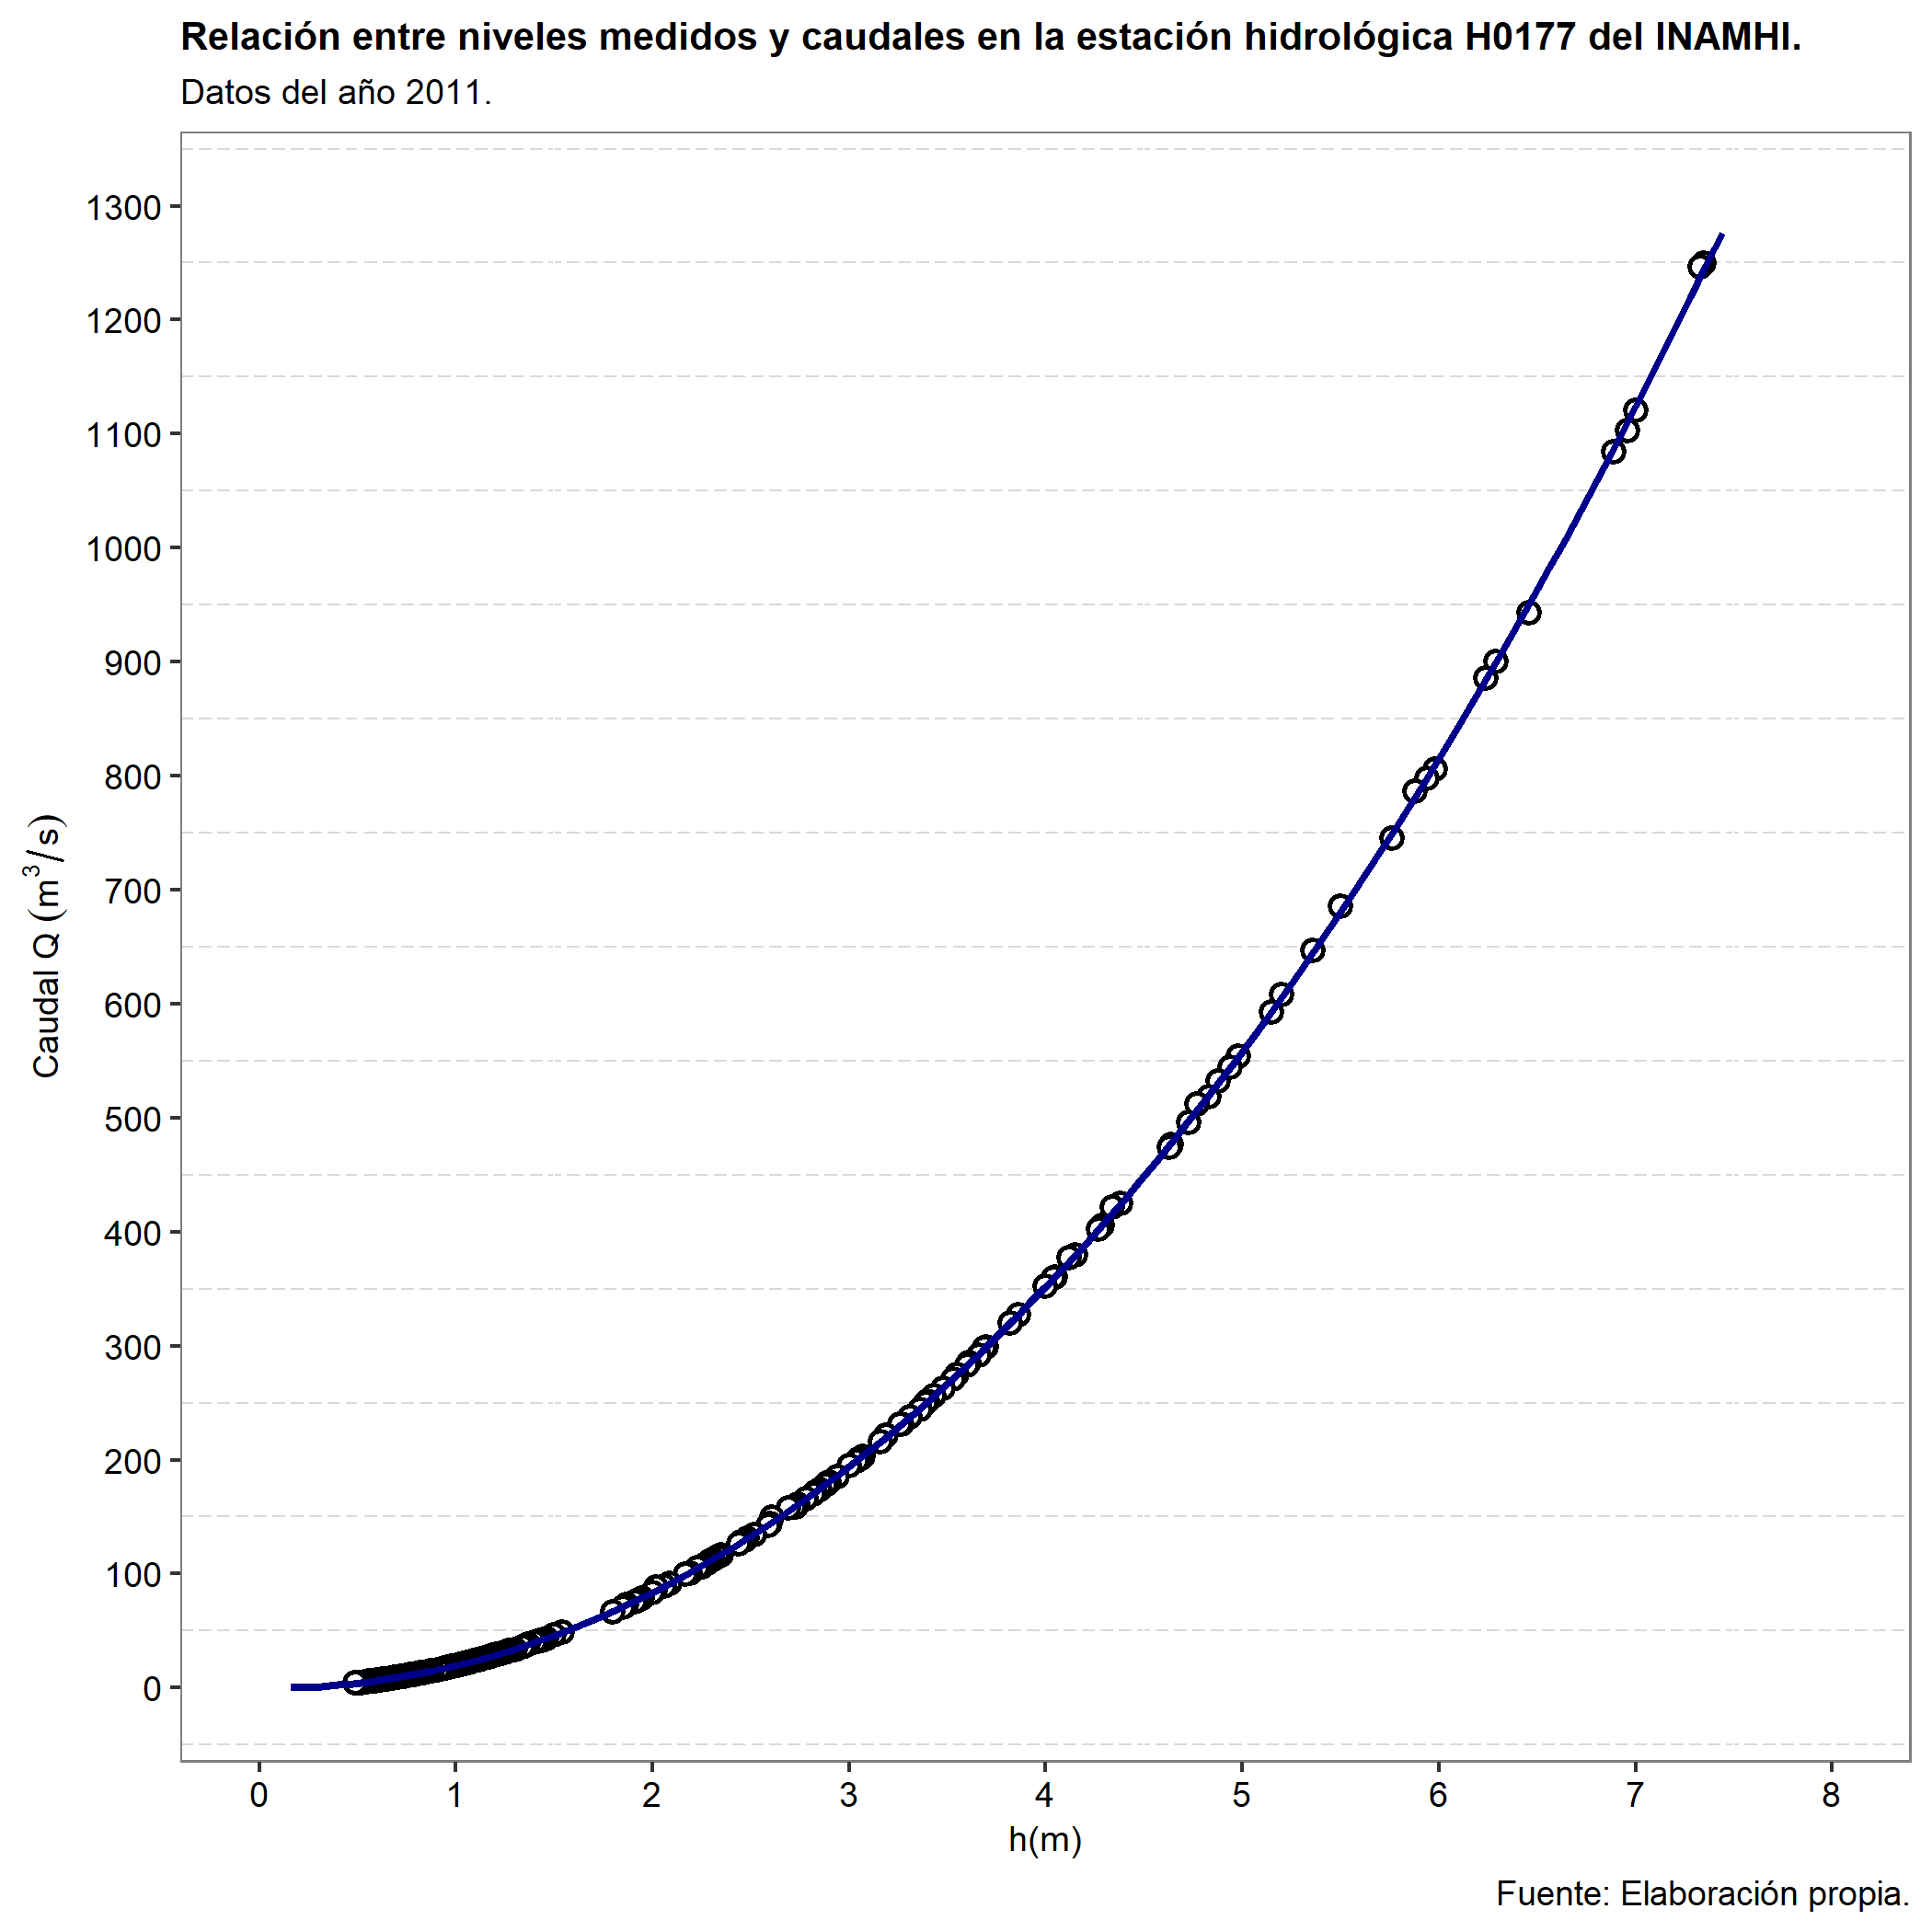 Relación entre niveles medidos y caudales en la estación hidrológica H0177 del INAMHI.
Datos del año 2011.
1300
1200
1100
1000
900
800
700
600
500
400
300
200
100
0
Caudal Q (m³/s)
0 1 2 3 4 5 6 7 8
h(m)
Fuente: Elaboración propia.